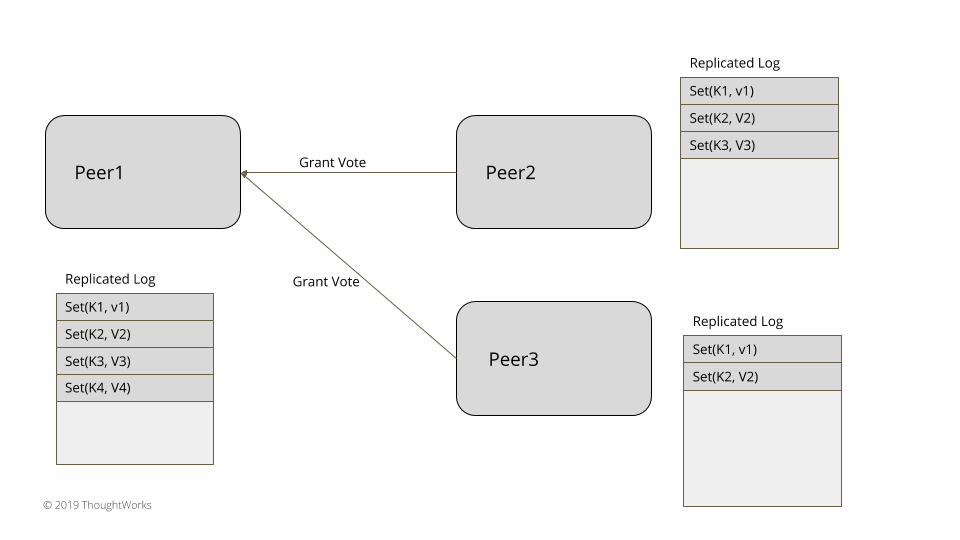 Replicated Log
Set(K1, v1)
Set(K2, V2)
Set(K3, V3)
Peer1
Grant Vote
Peer2
Replicated Log
Set(K1, v1)
Set(K2, V2)
Set(K3, V3)
Set(K4, V4)
Grant Vote
Peer3
Replicated Log
Set(K1, v1)
Set(K2, V2)
© 2019 ThoughtWorks